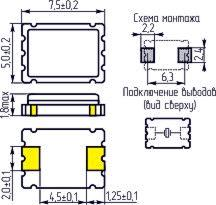 7,5±0,2
Схема монтажа
2,2
5,0±0,2
2,4
6,3
1,8max
Подключение выводов
(вид сверху)
2,0±0,1
4,5±0,1
1,25±0,1